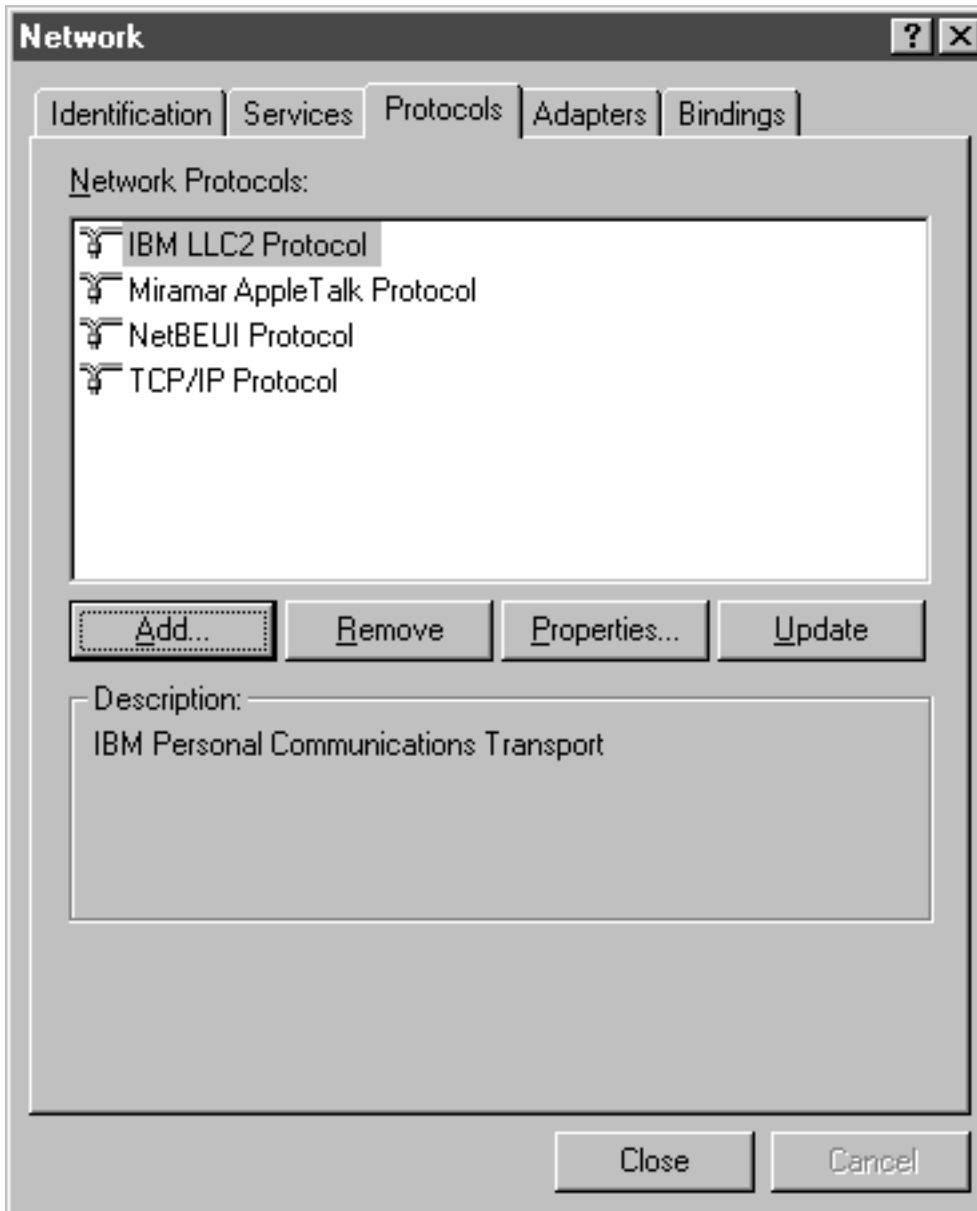 Network
Identification Services Protocols Adapters Bindings
Network Protocols:
IBM LLC2 Protocol
Miramar AppleTalk Protocol
NetBEUI Protocol
TCP/IP Protocol
Add... Remove Properties... Update
Description:
IBM Personal Communications Transport
Close Cancel